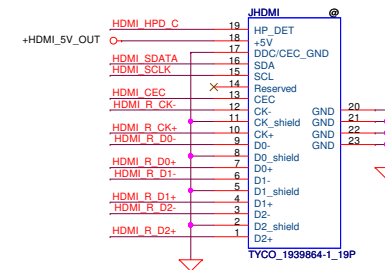 JHDMI @
HDMI_HPD_C 19 HP_DET
+HDMI_5V_OUT 18 +5V
17 DDC/CEC_GND
HDMI_SDATA 16 SDA
HDMI_SCLK 15 SCL
14 Reserved
HDMI_CEC 13 CEC
HDMI_R_CK- 12 CK- GND 20
11 CK_shield GND 21
HDMI_R_CK+ 10 CK+ GND 22
HDMI_R_D0- 9 D0- GND 23
8 D0_shield
HDMI_R_D0+ 7 D0+
HDMI_R_D1- 6 D1-
5 D1_shield
HDMI_R_D1+ 4 D1+
HDMI_R_D2- 3 D2-
2 D2_shield
HDMI_R_D2+ 1 D2+
TYCO_1939864-1_19P